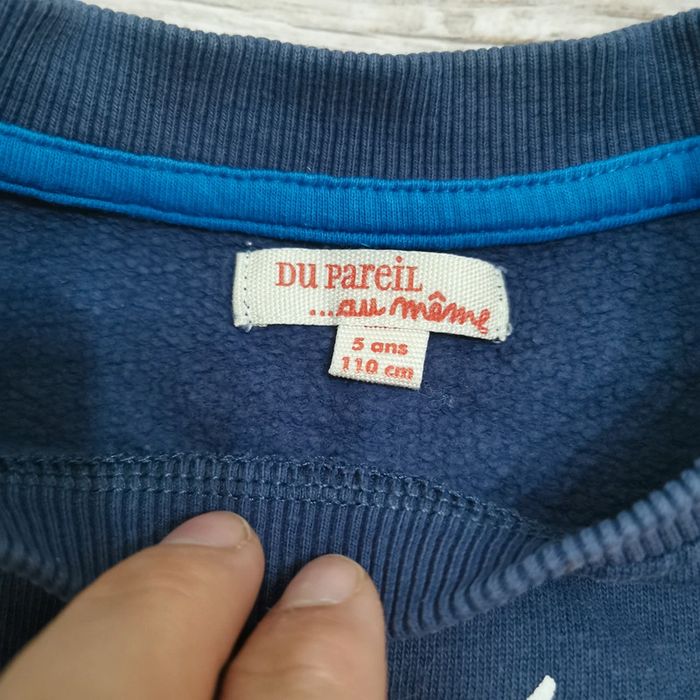 DU PAREIL
...au même
5 ans
110 cm